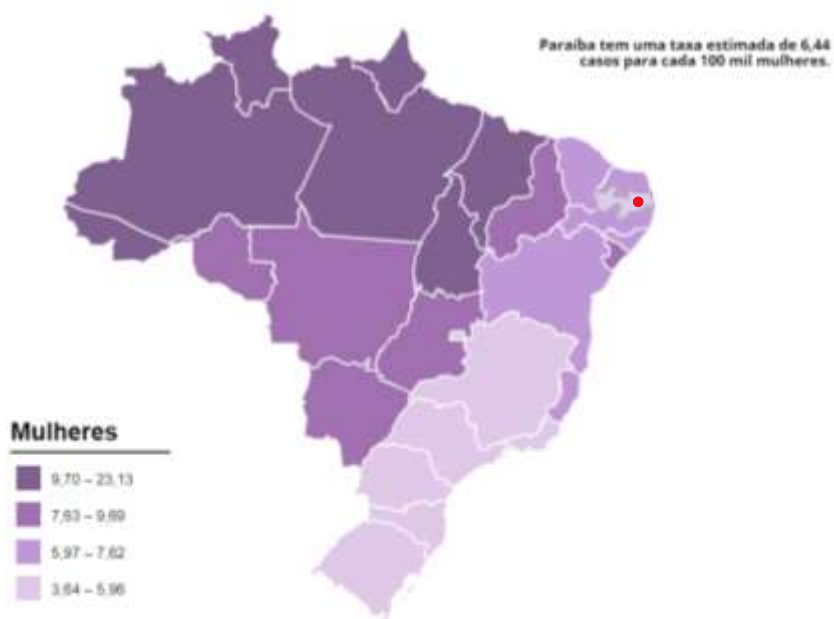 Paraíba tem uma taxa estimada de 6,44
casos para cada 100 mil mulheres.
Mulheres
9,70 – 23,13
7,63 – 9,69
5,97 – 7,62
3,64 – 5,96